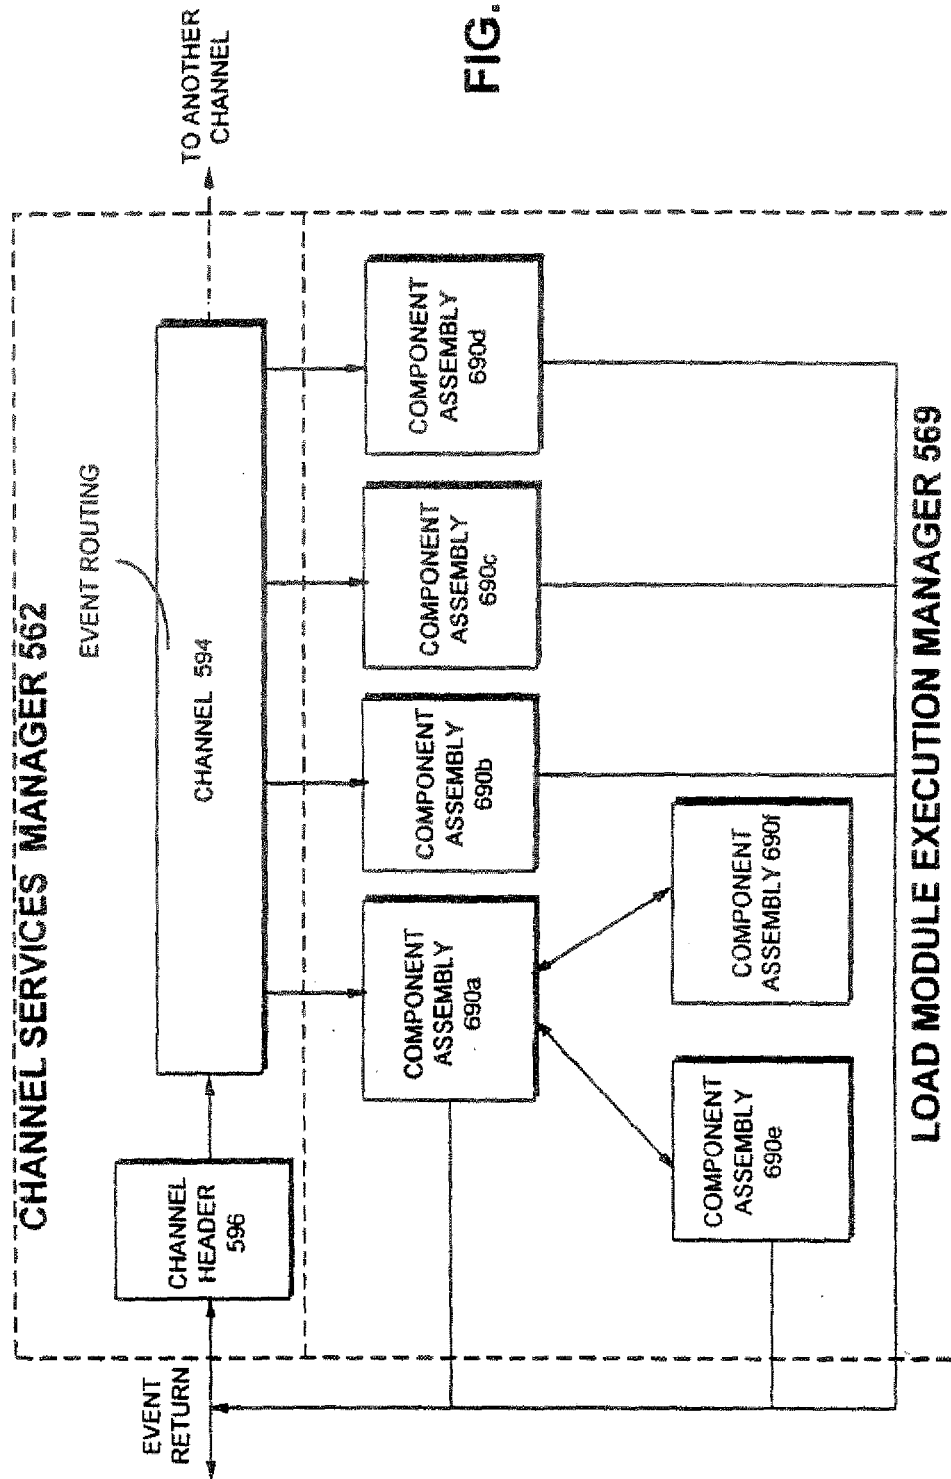 CHANNEL SERVICES MANAGER 562
EVENT ROUTING
EVENT
RETURN
CHANNEL
HEADER
596
CHANNEL 594
TO ANOTHER
CHANNEL
COMPONENT
ASSEMBLY
690a
COMPONENT
ASSEMBLY
690b
COMPONENT
ASSEMBLY
690c
COMPONENT
ASSEMBLY
690d
COMPONENT
ASSEMBLY
690e
COMPONENT
ASSEMBLY 690f
LOAD MODULE EXECUTION MANAGER 569
FIG.